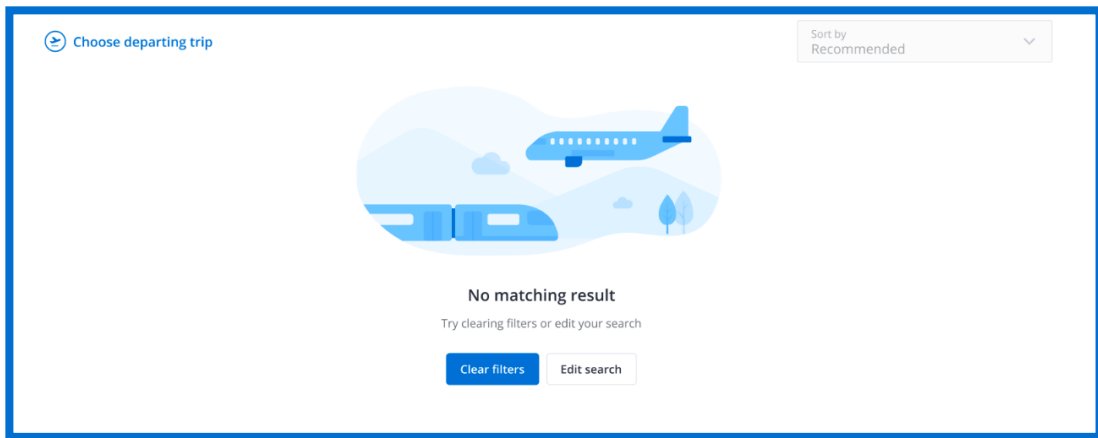 Choose departing trip
Sort by
Recommended
No matching result
Try clearing filters or edit your search
Clear filters
Edit search